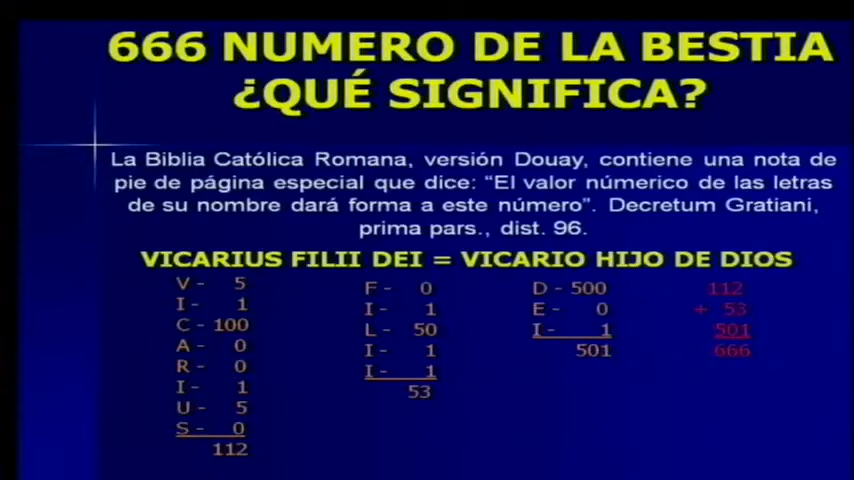 666 NUMERO DE LA BESTIA
¿QUÉ SIGNIFICA?
La Biblia Católica Romana, versión Douay, contiene una nota de
pie de página especial que dice: “El valor númerico de las letras
de su nombre dará forma a este número”. Decretum Gratiani,
prima pars., dist. 96.
VICARIUS FILII DEI = VICARIO HIJO DE DIOS
V - 5
I - 1
C - 100
A - 0
R - 0
I - 1
U - 5
S - 0
112
F - 0
I - 1
L - 50
I - 1
I - 1
53
D - 500
E - 0
I - 1
501
112
+ 53
501
666